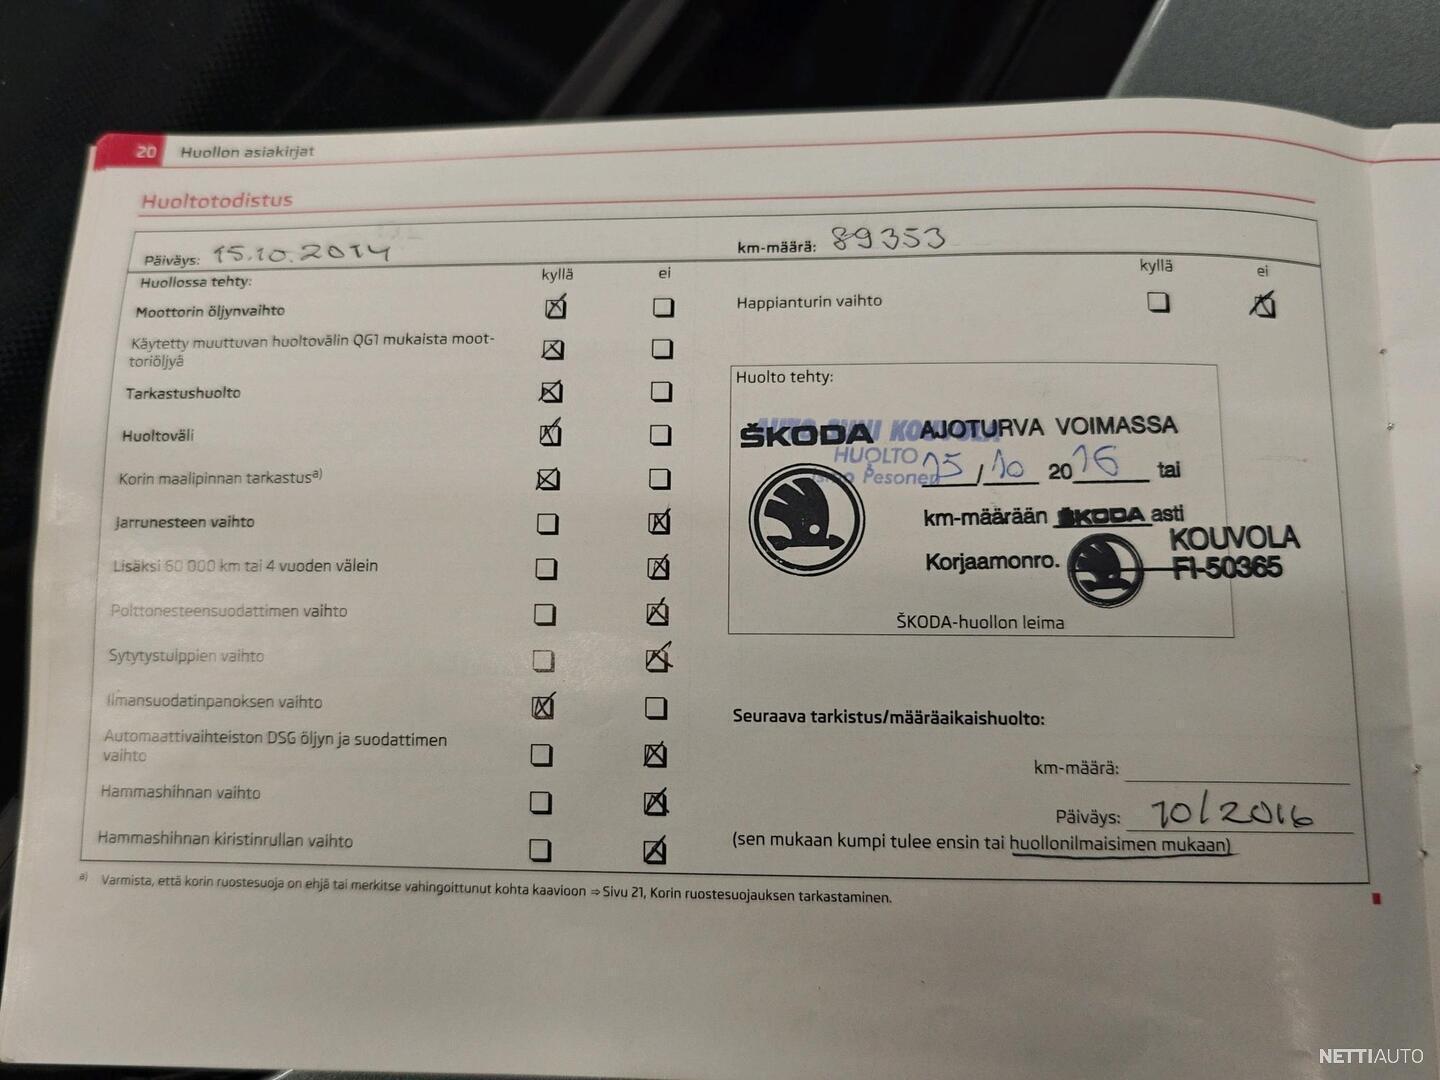 20 Huollon asiakirjat
Huoltotodistus
Päiväys: 15.10.2014 km-määrä: 89353
Huollossa tehty: kyllä ei kyllä ei
Moottorin öljynvaihto
Happianturin vaihto
Käytetty muuttuvan huoltovälin QG1 mukaista moot-
toriöljyä
Tarkastushuolto
Huoltoväli
Korin maalipinnan tarkastusa)
Jarrunesteen vaihto
Lisäksi 60 000 km tai 4 vuoden välein
Polttonesteensuodattimen vaihto
Sytytystulppien vaihto
Ilmansuodatinpanoksen vaihto
Automaattivaihteiston DSG öljyn ja suodattimen
vaihto
Hammashihnan vaihto
Hammashihnan kiristinrullan vaihto
Huolto tehty:
ŠKODA AJOTURVA VOIMASSA
KOUVOLA
HUOLTO
Pesonen
15/10 2016 tai
km-määrään ŠKODA asti
Korjaamonro. KOUVOLA
FI-50365
ŠKODA-huollon leima
Seuraava tarkistus/määräaikaishuolto:
km-määrä:
Päiväys: 10/2016
(sen mukaan kumpi tulee ensin tai huollonilmaisimen mukaan)
a) Varmista, että korin ruostesuoja on ehjä tai merkitse vahingoittunut kohta kaavioon ⇒ Sivu 21, Korin ruostesuojauksen tarkastaminen.
NETTIAUTO